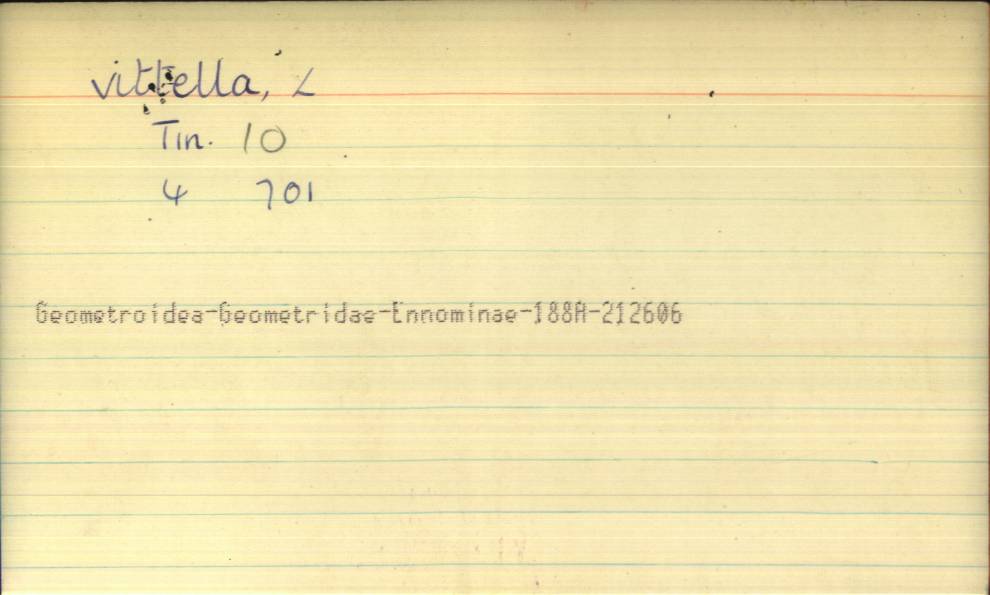 vittella, L
Tin. 10
4 701
Geometroidea-Geometridae-Ennominae-188A-212606